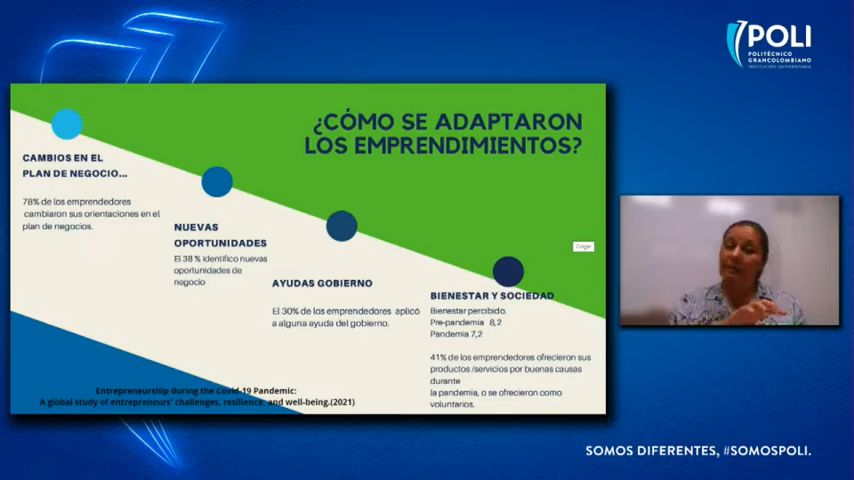 POLI
POLITÉCNICO
GRANCOLOMBIANO
INSTITUCIÓN UNIVERSITARIA
¿CÓMO SE ADAPTARON
LOS EMPRENDIMIENTOS?
CAMBIOS EN EL
PLAN DE NEGOCIO...
78% de los emprendedores
cambiaron sus orientaciones en el
plan de negocios.
NUEVAS
OPORTUNIDADES
El 38 % identifico nuevas
oportunidades de
negocio
Colgar
AYUDAS GOBIERNO
El 30% de los emprendedores aplicó
a alguna ayuda del gobierno.
BIENESTAR Y SOCIEDAD
Bienestar percibido.
Pre-pandemia 8,2
Pandemia 7,2
41% de los emprendedores ofrecieron sus
productos /servicios por buenas causas
durante
la pandemia, o se ofrecieron como
voluntarios.
Entrepreneurship during the Covid-19 Pandemic:
A global study of entrepreneurs' challenges, resilience, and well-being.(2021)
SOMOS DIFERENTES, #SOMOSPOLI.